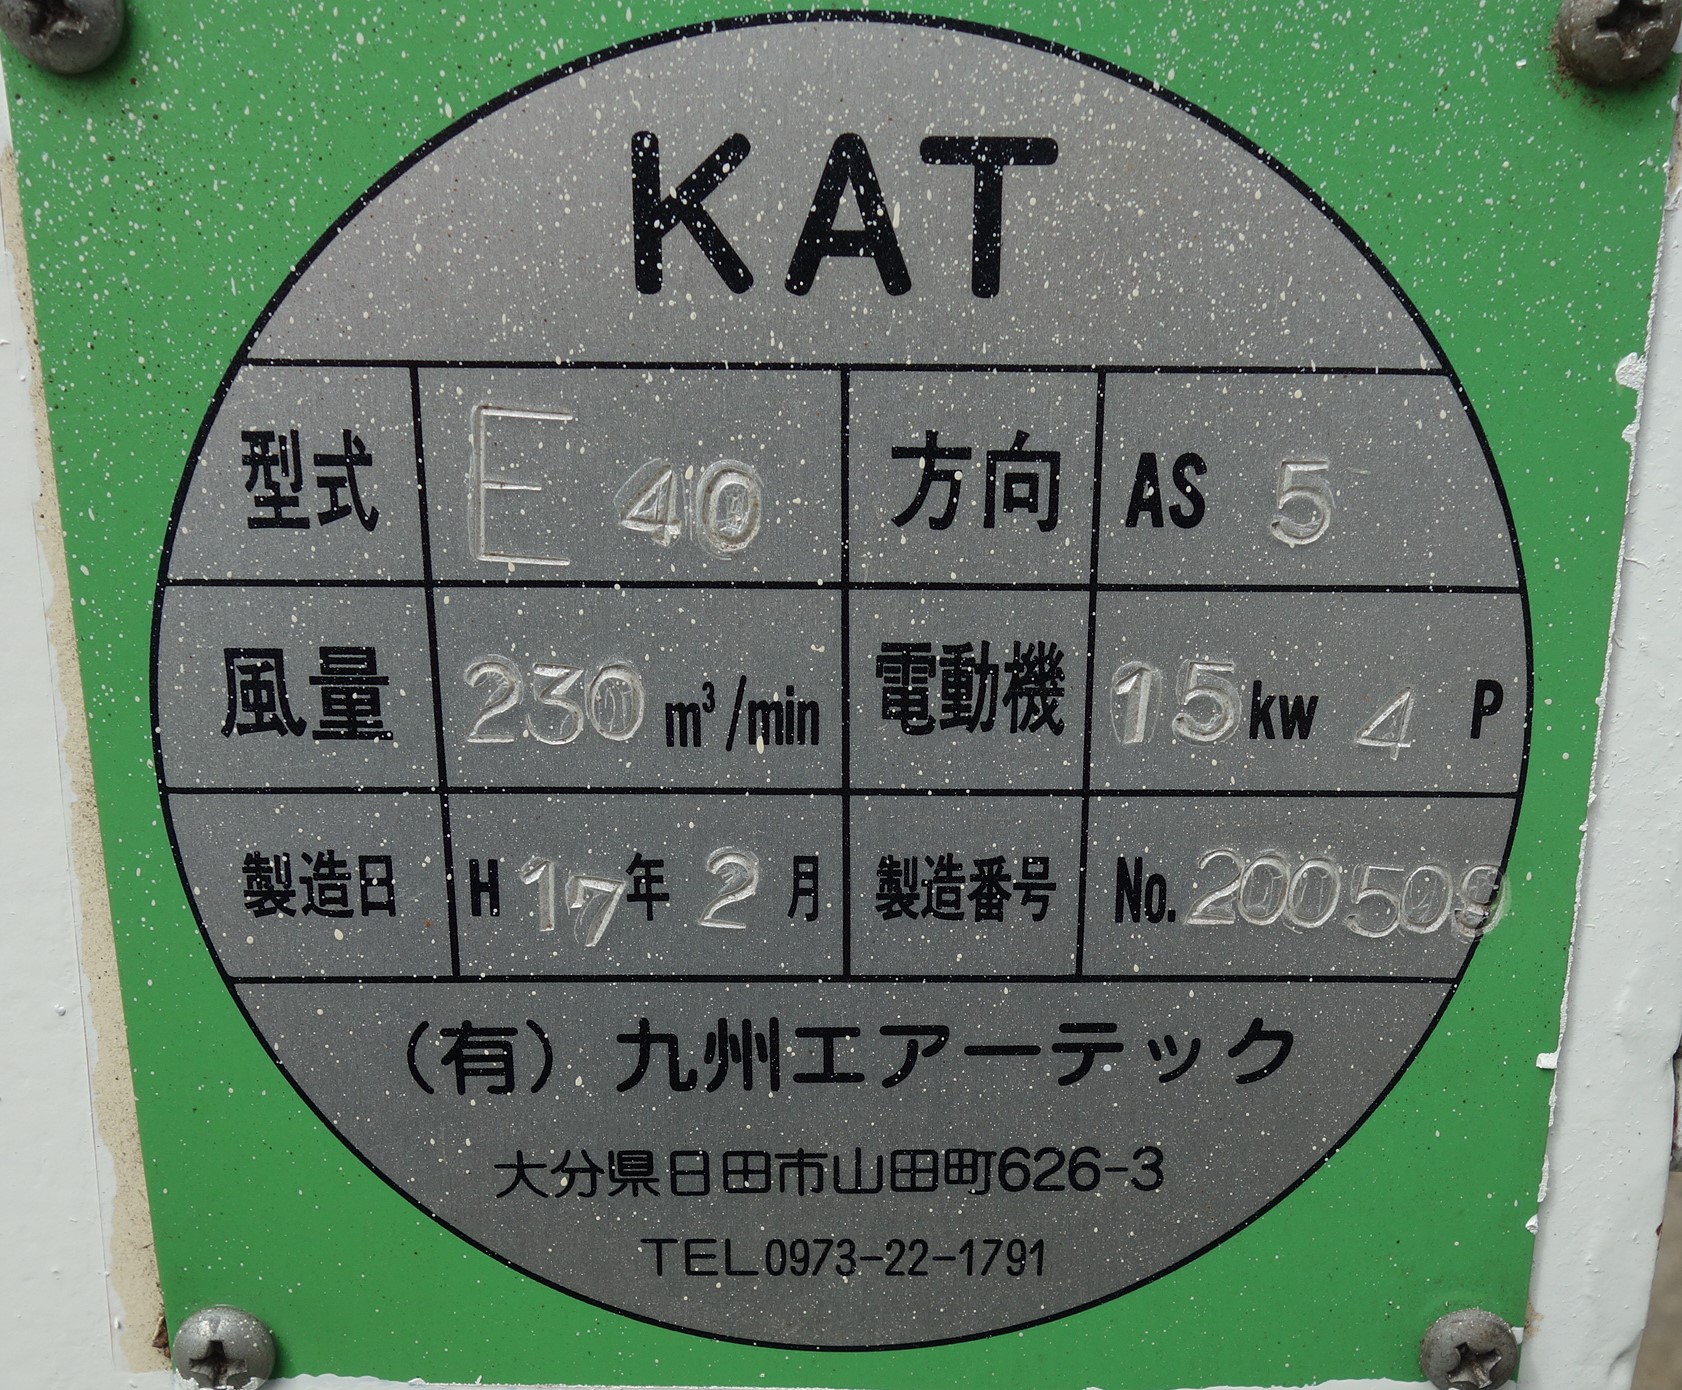 KAT
型式 E 40 方向 AS 5
風量 230 m³/min 電動機 15 kw 4 P
製造日 H 17 年 2 月 製造番号 No. 200509
(有) 九州エアーテック
大分県日田市山田町626-3
TEL0973-22-1791